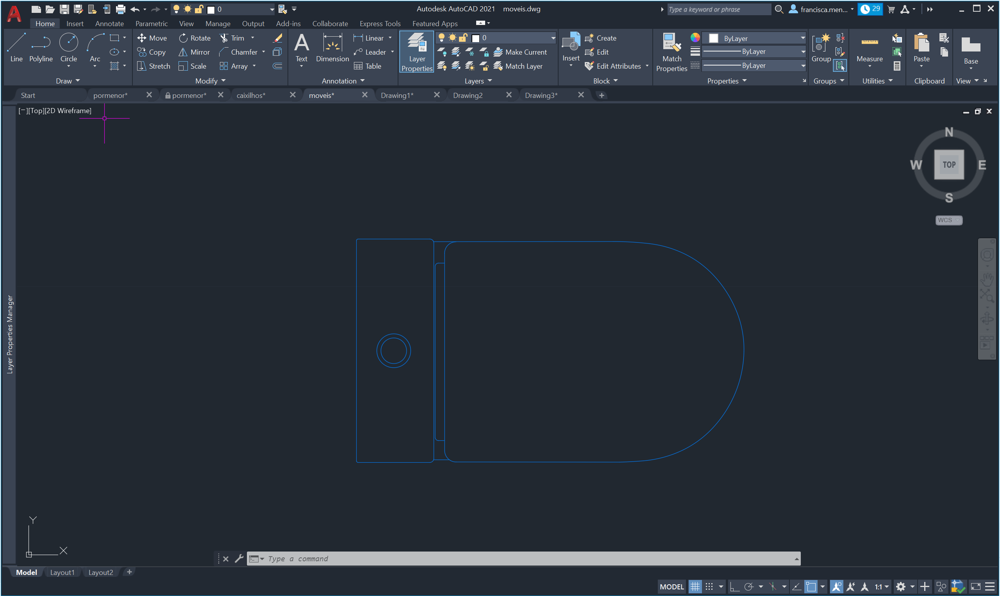 0
Autodesk AutoCAD 2021 moveis.dwg
Type a keyword or phrase
francisca.men...
29
Home Insert Annotate Parametric View Manage Output Add-ins Collaborate Express Tools Featured Apps
Line Polyline Circle Arc
Draw
Move Rotate Trim
Copy Mirror Chamfer
Stretch Scale Array
Modify
Text Dimension
Linear
Leader
Table
Annotation
Layer
Properties
0
Make Current
Match Layer
Layers
Insert
Create
Edit
Edit Attributes
Block
Match
Properties
ByLayer
ByLayer
ByLayer
Properties
Group
Groups
Measure
Utilities
Paste
Clipboard
Base
View
Start pormenor* pormenor* caixilhos* moveis* Drawing1* Drawing2 Drawing3*
[−][Top][2D Wireframe]
N
W TOP E
S
WCS
Layer Properties Manager
Y
X
Type a command
Model Layout1 Layout2
MODEL 1:1